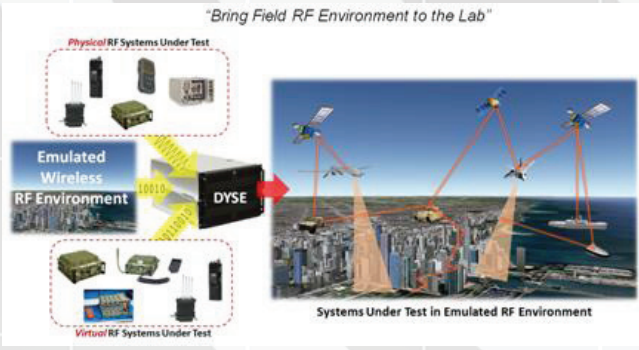 “Bring Field RF Environment to the Lab”
Physical RF Systems Under Test
Emulated
Wireless
RF Environment
10010
DYSE
110010
Virtual RF Systems Under Test
Systems Under Test in Emulated RF Environment